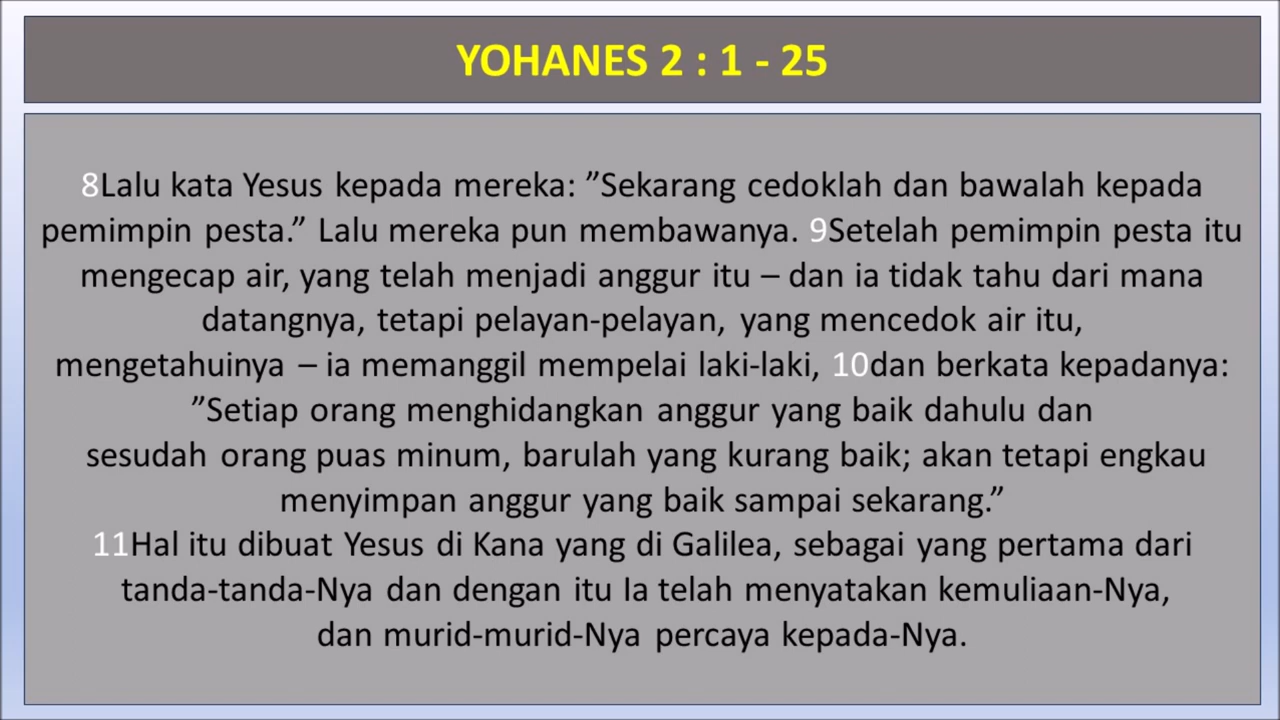 YOHANES 2 : 1 - 25
8Lalu kata Yesus kepada mereka: ”Sekarang cedoklah dan bawalah kepada
pemimpin pesta.” Lalu mereka pun membawanya. 9Setelah pemimpin pesta itu
mengecap air, yang telah menjadi anggur itu – dan ia tidak tahu dari mana
datangnya, tetapi pelayan-pelayan, yang mencedok air itu,
mengetahuinya – ia memanggil mempelai laki-laki, 10dan berkata kepadanya:
”Setiap orang menghidangkan anggur yang baik dahulu dan
sesudah orang puas minum, barulah yang kurang baik; akan tetapi engkau
menyimpan anggur yang baik sampai sekarang.”
11Hal itu dibuat Yesus di Kana yang di Galilea, sebagai yang pertama dari
tanda-tanda-Nya dan dengan itu Ia telah menyatakan kemuliaan-Nya,
dan murid-murid-Nya percaya kepada-Nya.